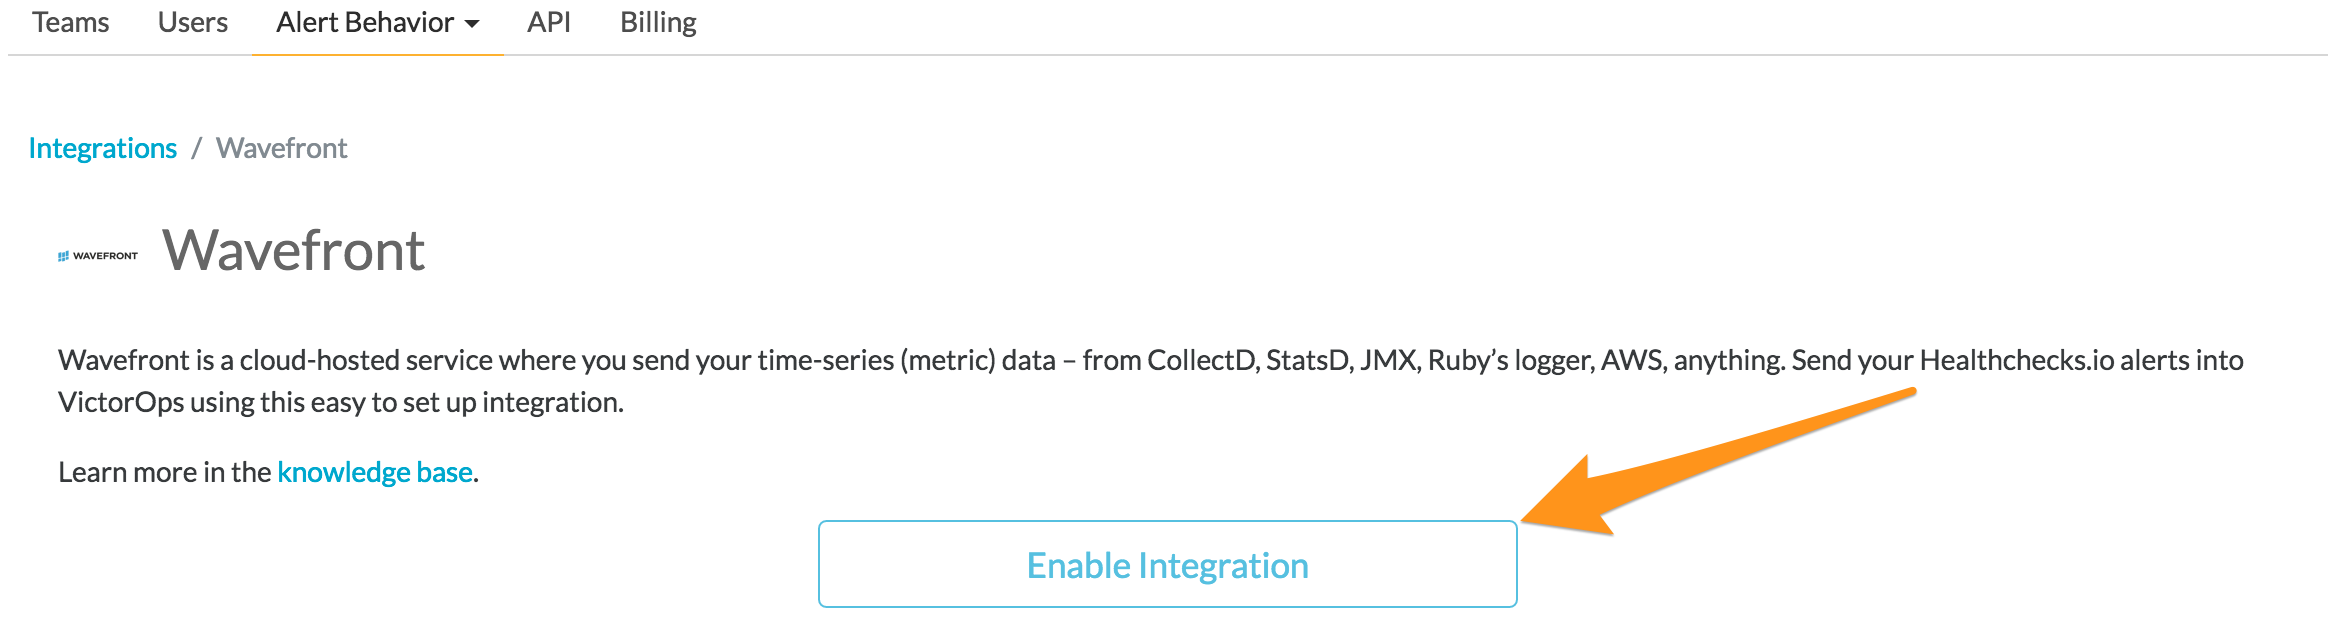 Teams Users Alert Behavior API Billing
Integrations / Wavefront
WAVEFRONT Wavefront
Wavefront is a cloud-hosted service where you send your time-series (metric) data – from CollectD, StatsD, JMX, Ruby’s logger, AWS, anything. Send your Healthchecks.io alerts into
VictorOps using this easy to set up integration.
Learn more in the knowledge base.
Enable Integration